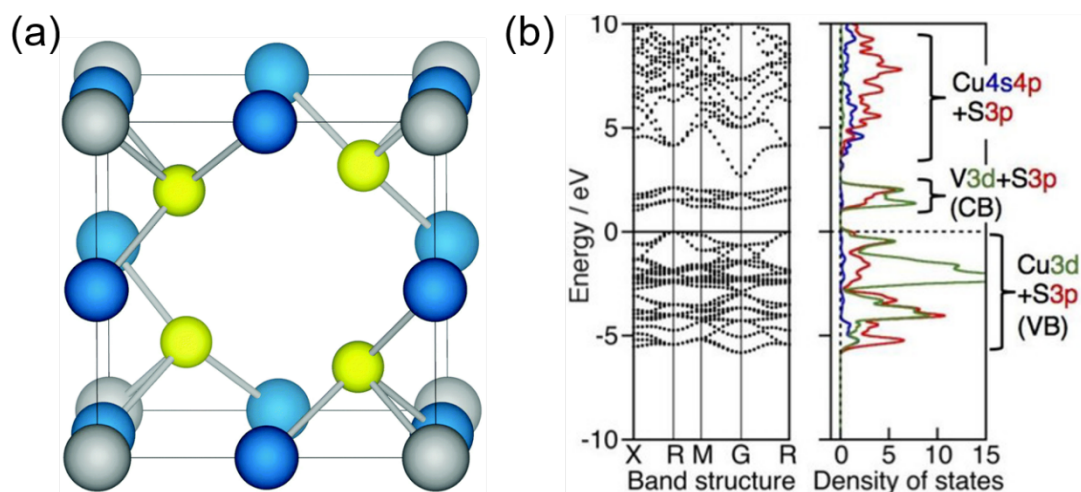 (a)
(b)
10
5
0
-5
-10
Energy / eV
X R M G R
Band structure
0 5 10 15
Density of states
Cu4s4p
+S3p
V3d+S3p
(CB)
Cu3d
+S3p
(VB)